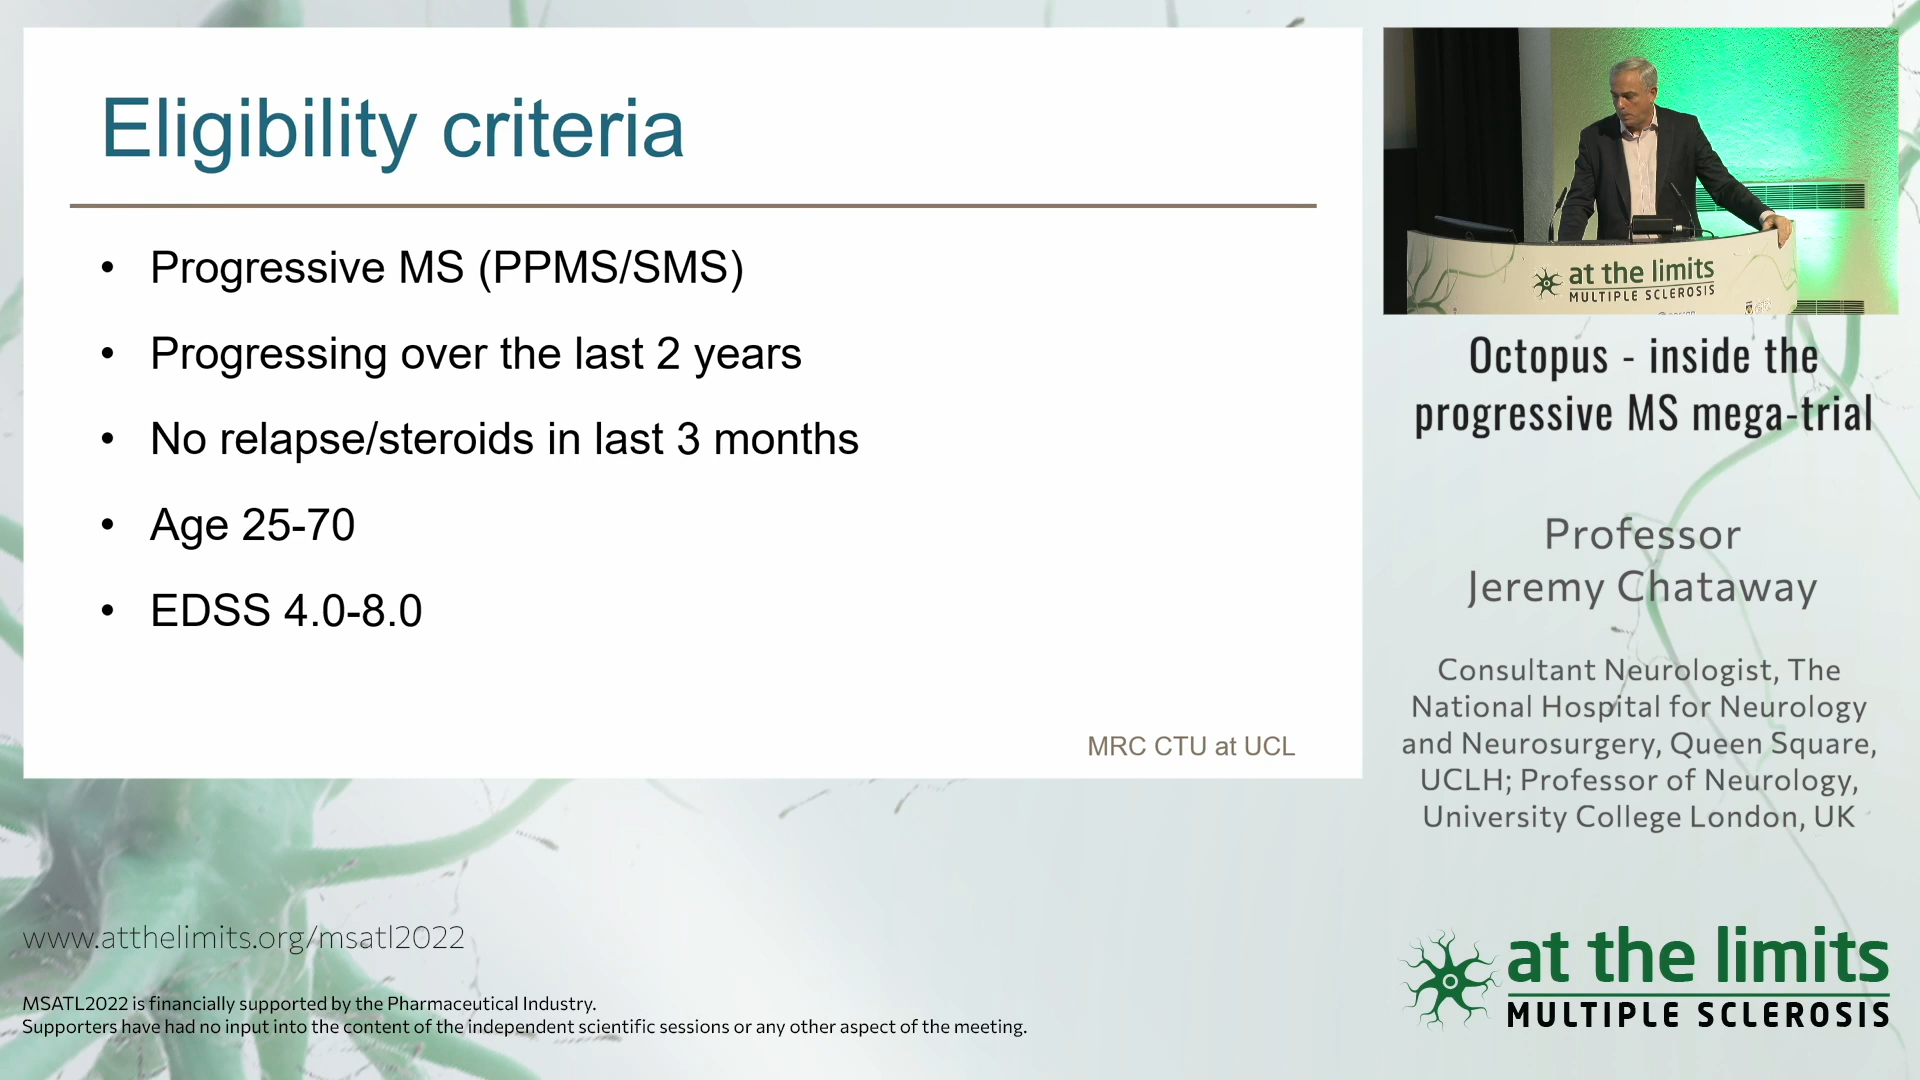 Eligibility criteria
• Progressive MS (PPMS/SMS)
• Progressing over the last 2 years
• No relapse/steroids in last 3 months
• Age 25-70
• EDSS 4.0-8.0
MRC CTU at UCL
at the limits
MULTIPLE SCLEROSIS
Octopus - inside the
progressive MS mega-trial
Professor
Jeremy Chataway
Consultant Neurologist, The
National Hospital for Neurology
and Neurosurgery, Queen Square,
UCLH; Professor of Neurology,
University College London, UK
www.atthelimits.org/msatl2022
MSATL2022 is financially supported by the Pharmaceutical Industry.
Supporters have had no input into the content of the independent scientific sessions or any other aspect of the meeting.
at the limits
MULTIPLE SCLEROSIS